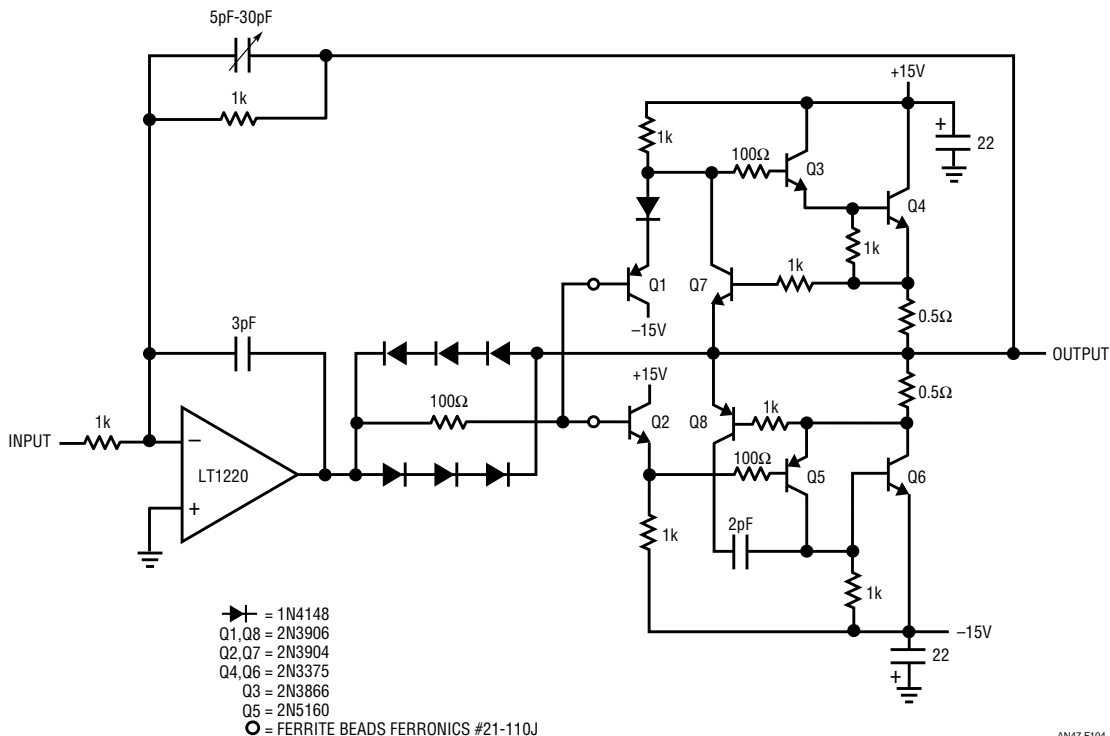 5pF-30pF
1k
+15V
22
1k
100Ω
Q3
Q4
1k
1k
Q1
Q7
–15V
0.5Ω
3pF
OUTPUT
+15V
100Ω
Q2
Q8
1k
0.5Ω
1k
INPUT
–
LT1220
+
100Ω
Q5
Q6
2pF
1k
1k
–15V
22
+
= 1N4148
Q1,Q8 = 2N3906
Q2,Q7 = 2N3904
Q4,Q6 = 2N3375
Q3 = 2N3866
Q5 = 2N5160
= FERRITE BEADS FERRONICS #21-110J
AN47 F104